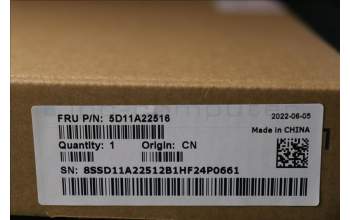 FRU P/N: 5D11A22516
2022-06-05
Made in CHINA
Quantity: 1 Origin: CN
SN: 8SSD11A22512B1HF24P0661